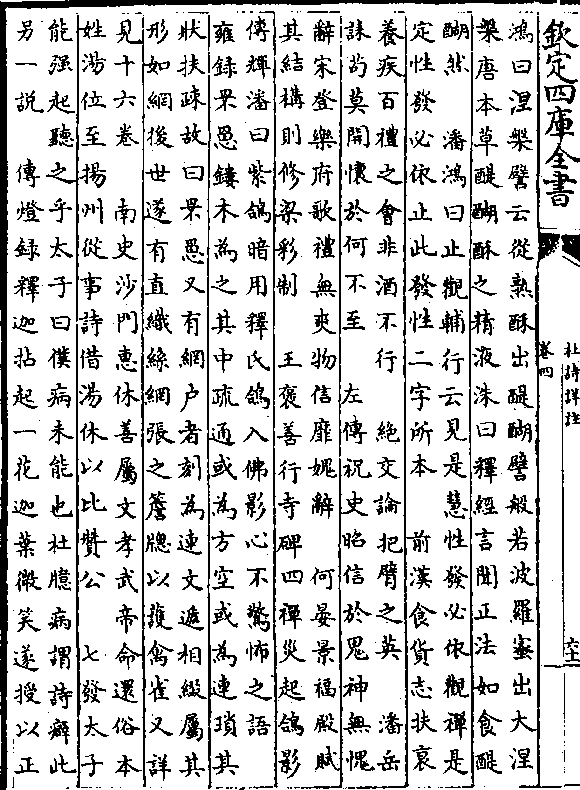 欽定四庫全書
杜詩詳註
卷四
鴻曰涅槃譬云從熟酥出醍醐譬般若波羅蜜出大涅
槃唐本草醍醐酥之精液洙曰釋經言聞正法如食醍
醐然　潘鴻曰止觀輔行云見是慧性發必依觀禪是
定性發必依止此發性二字所本　前漢食貨志扶衰
養疾百禮之會非酒不行　絶交論把臂之英　潘岳
誄苟莫開懷於何不至　左傳祝史昭信於鬼神無愧
辭宋登樂府歌禮無爽物信靡媿辭　何晏景福殿賦
其結構則修梁彩制　王褒善行寺碑四禪災起鴿影
傳輝潘曰紫鴿暗用釋氏鴿入佛影心不驚怖之語
雍録罘罳鏤木為之其中疏通或為方空或為連瑣其
狀扶疎故曰罘罳又有網户者刻為連文遞相綴屬其
形如網後世遂有直織絲網張之簷牕以護禽雀又詳
見十六卷　南史沙門惠休善屬文孝武帝命還俗本
姓湯位至揚州從事詩借湯休以比贊公　七發太子
能强起聽之乎太子曰僕病未能也杜臆病謂詩癖此
另一説　傳燈録釋迦拈起一花迦葉微笑遂授以正